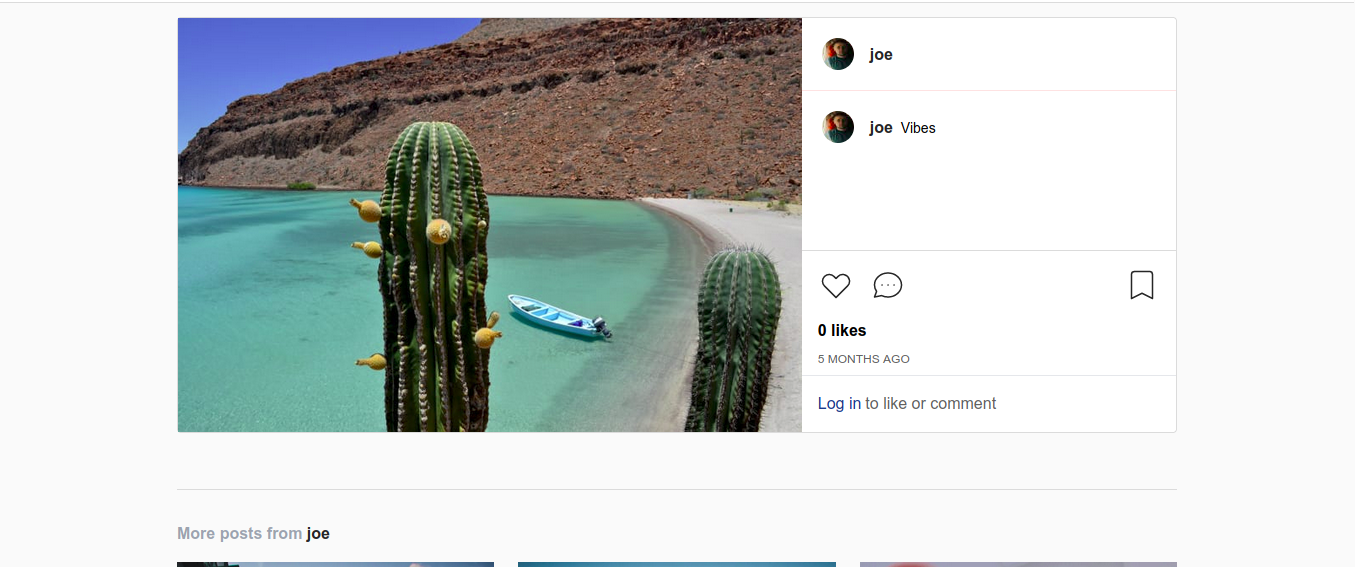 joe
joe Vibes
0 likes
5 MONTHS AGO
Log in to like or comment
More posts from joe